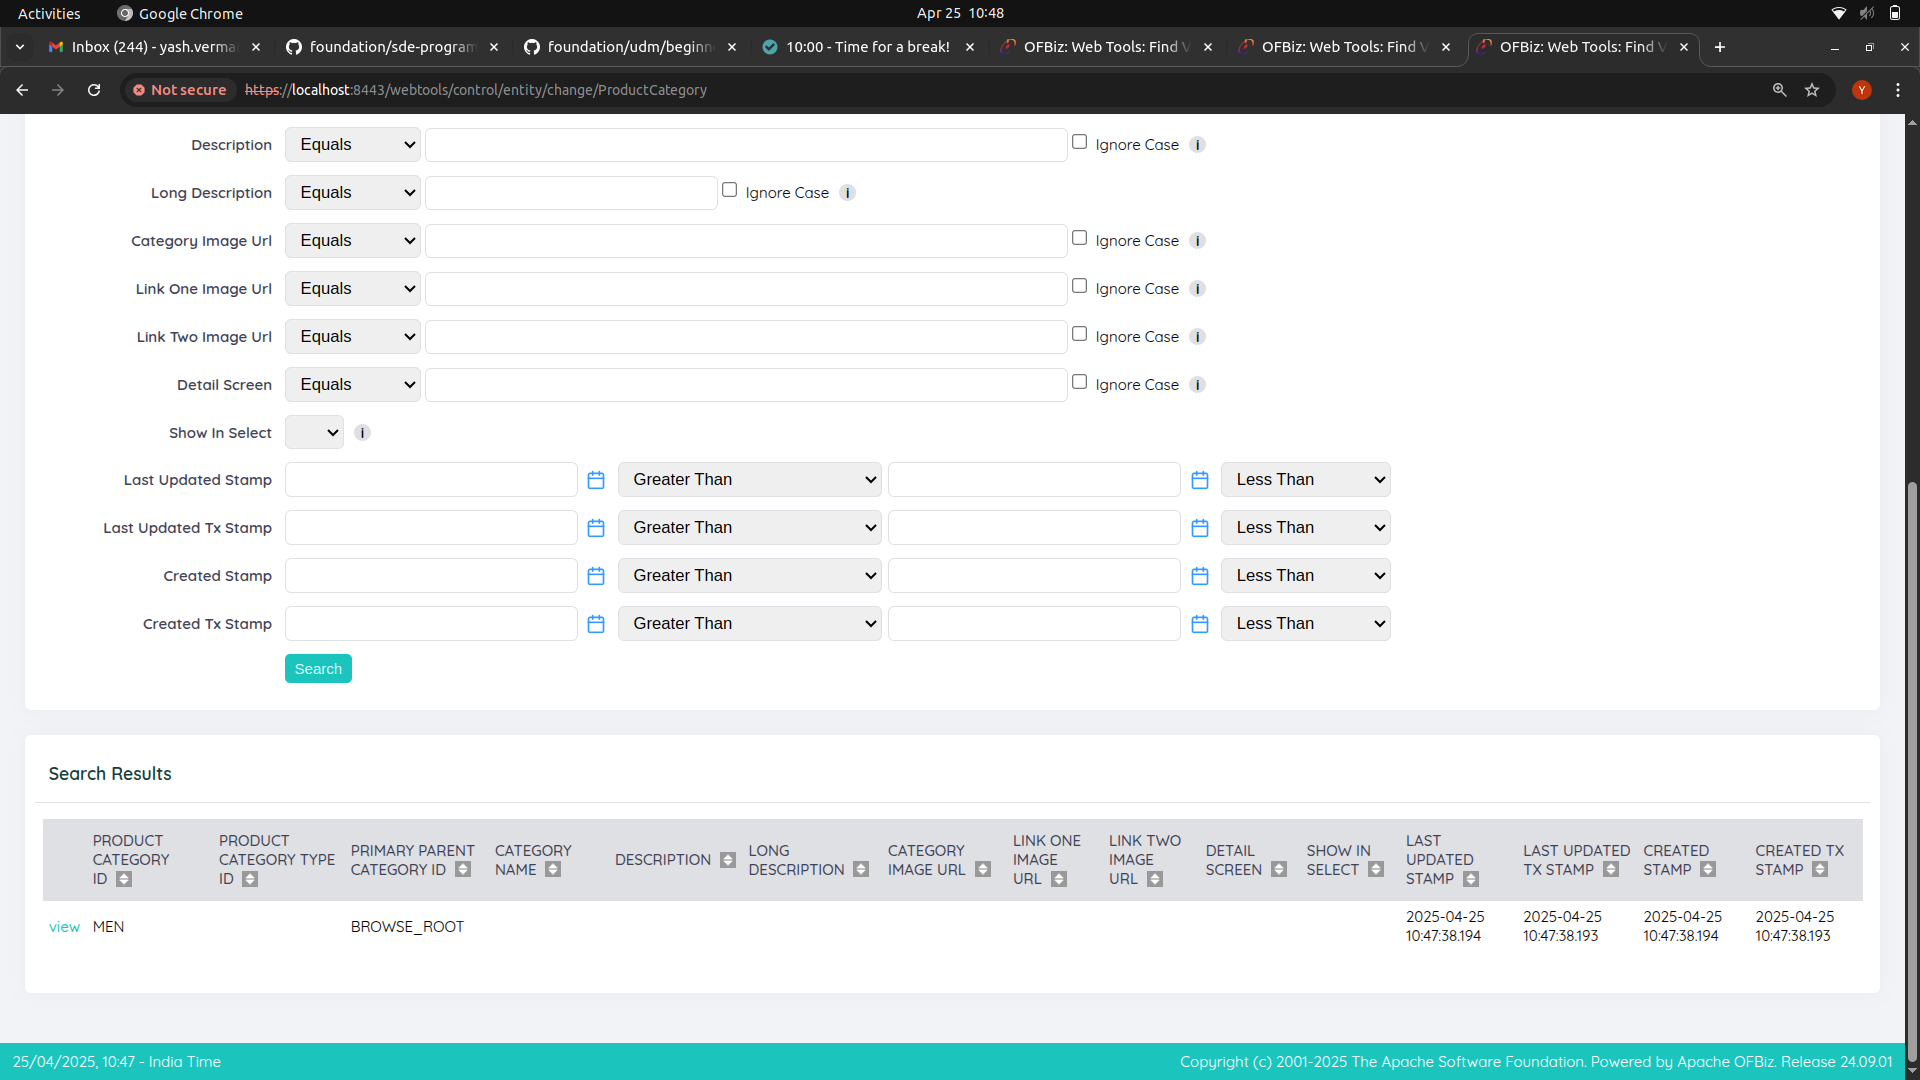 Activities Google Chrome Apr 25 10:48
Inbox (244) - yash.verma foundation/sde-program foundation/udm/beginn 10:00 - Time for a break! OFBiz: Web Tools: Find V OFBiz: Web Tools: Find V OFBiz: Web Tools: Find V
Not secure https://localhost:8443/webtools/control/entity/change/ProductCategory Y
Description Equals Ignore Case i
Long Description Equals Ignore Case i
Category Image Url Equals Ignore Case i
Link One Image Url Equals Ignore Case i
Link Two Image Url Equals Ignore Case i
Detail Screen Equals Ignore Case i
Show In Select i
Last Updated Stamp Greater Than Less Than
Last Updated Tx Stamp Greater Than Less Than
Created Stamp Greater Than Less Than
Created Tx Stamp Greater Than Less Than
Search
Search Results
PRODUCT CATEGORY ID PRODUCT CATEGORY TYPE ID PRIMARY PARENT CATEGORY ID CATEGORY NAME DESCRIPTION LONG DESCRIPTION CATEGORY IMAGE URL LINK ONE IMAGE URL LINK TWO IMAGE URL DETAIL SCREEN SHOW IN SELECT LAST UPDATED STAMP LAST UPDATED TX STAMP CREATED STAMP CREATED TX STAMP
view MEN BROWSE_ROOT 2025-04-25 10:47:38.194 2025-04-25 10:47:38.193 2025-04-25 10:47:38.194 2025-04-25 10:47:38.193
25/04/2025, 10:47 - India Time Copyright (c) 2001-2025 The Apache Software Foundation. Powered by Apache OFBiz. Release 24.09.01